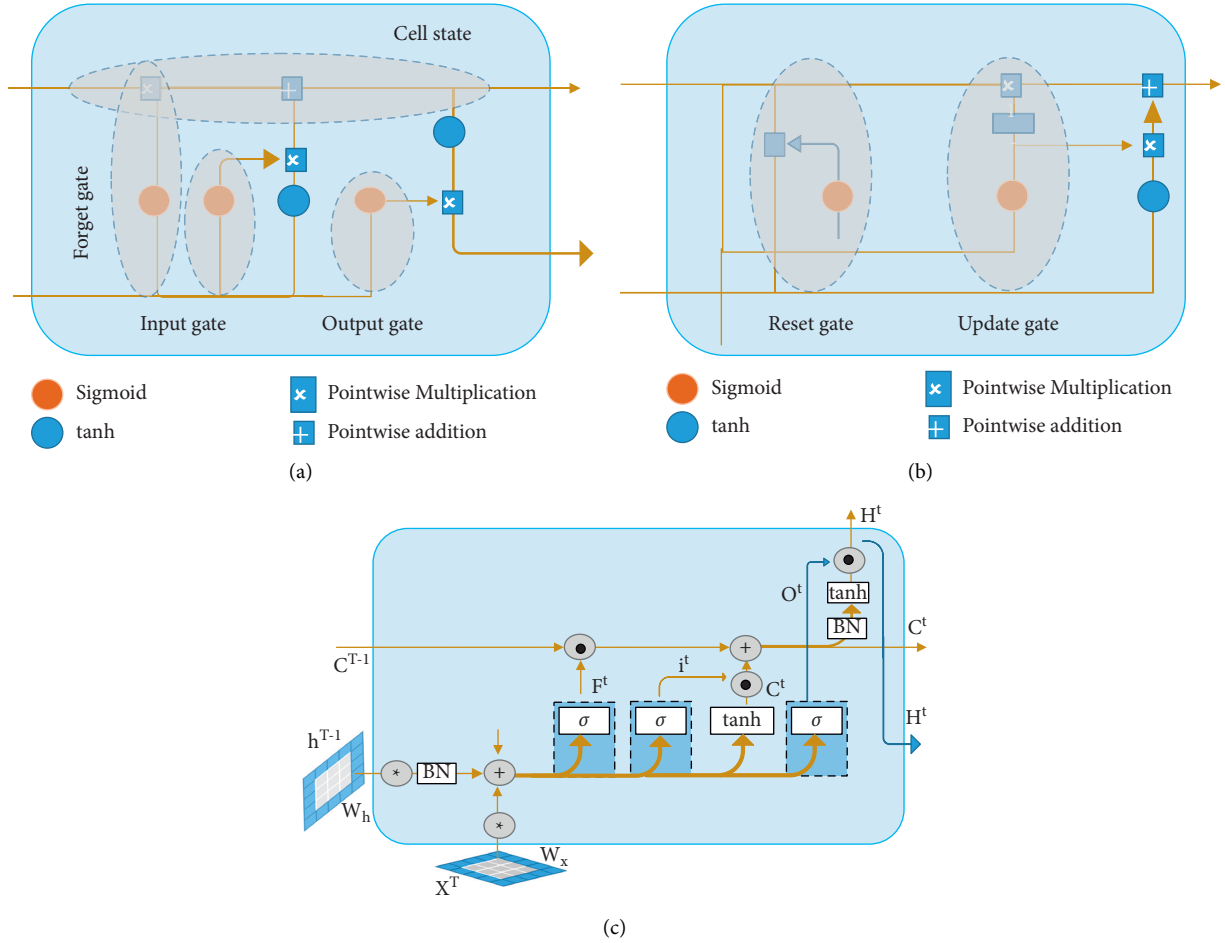 Cell state
Forget gate
Input gate
Output gate
Sigmoid
Pointwise Multiplication
tanh
Pointwise addition
(a)
Reset gate
Update gate
Sigmoid
Pointwise Multiplication
tanh
Pointwise addition
(b)
H^t
O^t
tanh
BN
C^{T-1}
C^t
i^t
F^t
C^t
σ
σ
tanh
σ
H^t
h^{T-1}
*
BN
+
+
W_h
*
W_x
X^T
(c)